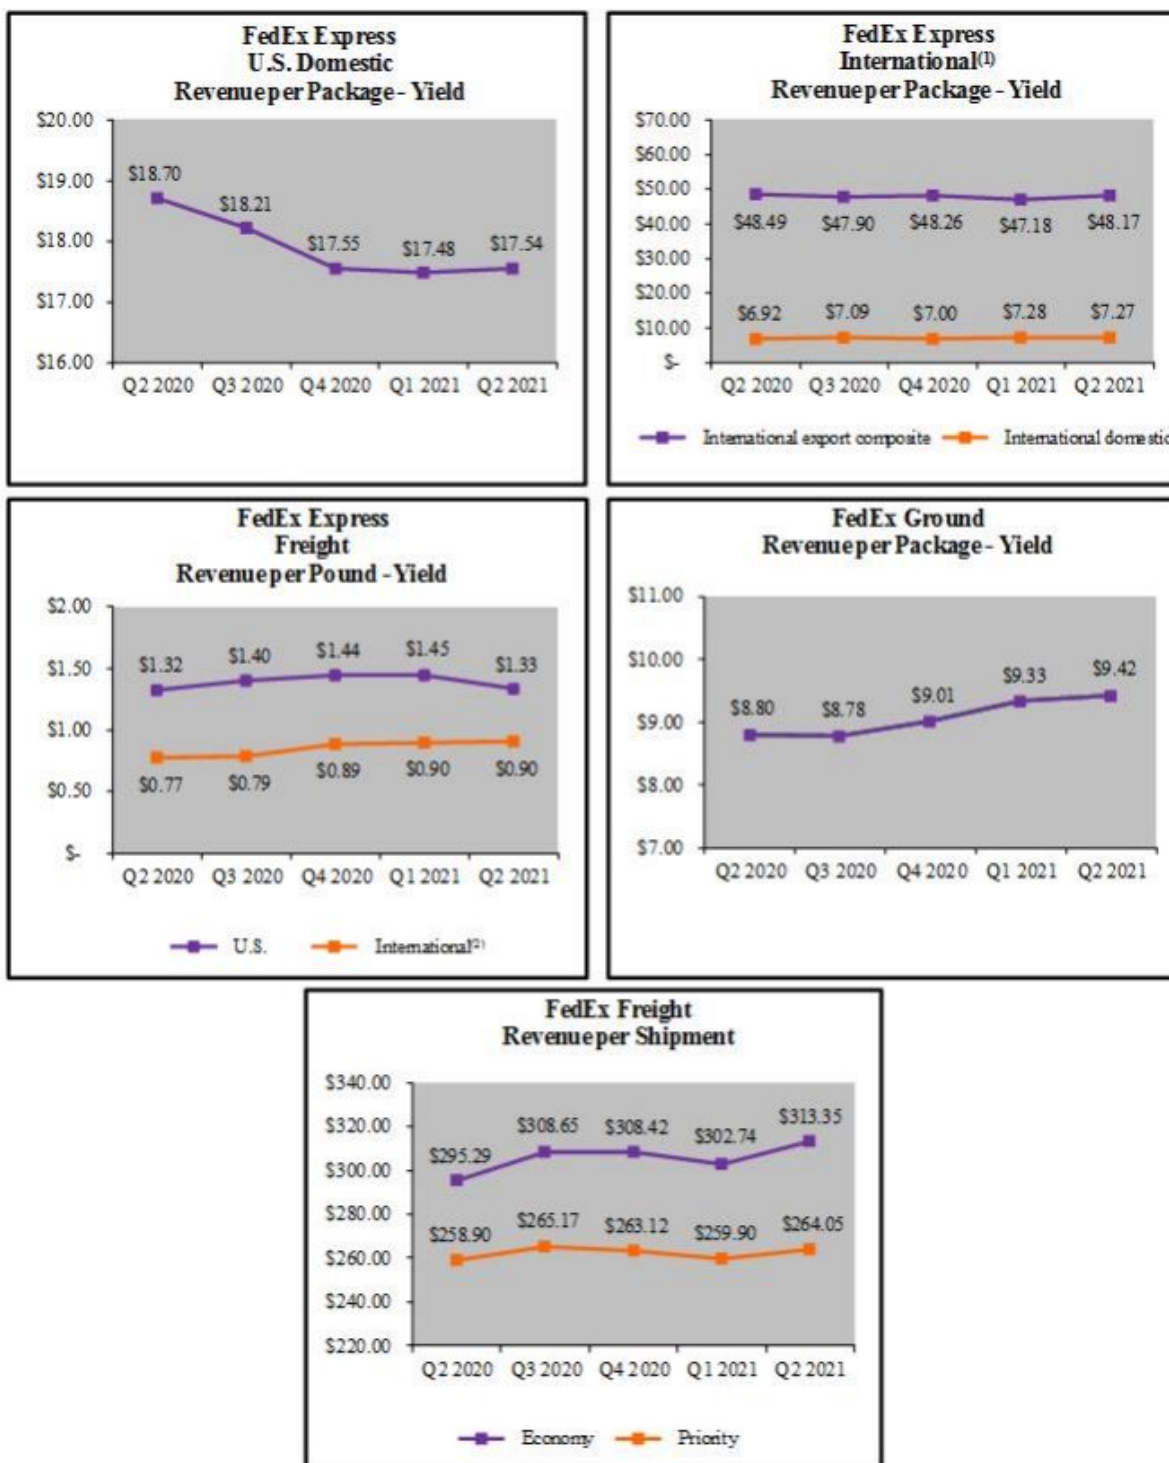 FedEx Express
U.S. Domestic
Revenue per Package - Yield
$20.00
$19.00
$18.00
$17.00
$16.00
$18.70
$18.21
$17.55
$17.48
$17.54
Q2 2020 Q3 2020 Q4 2020 Q1 2021 Q2 2021
FedEx Express
International(1)
Revenue per Package - Yield
$70.00
$60.00
$50.00
$40.00
$30.00
$20.00
$10.00
$-
$48.49 $47.90 $48.26 $47.18 $48.17
$6.92 $7.09 $7.00 $7.28 $7.27
Q2 2020 Q3 2020 Q4 2020 Q1 2021 Q2 2021
International export composite International domestic
FedEx Express
Freight
Revenue per Pound - Yield
$2.00
$1.50
$1.00
$0.50
$-
$1.32 $1.40 $1.44 $1.45 $1.33
$0.77 $0.79 $0.89 $0.90 $0.90
Q2 2020 Q3 2020 Q4 2020 Q1 2021 Q2 2021
U.S. International(2)
FedEx Ground
Revenue per Package - Yield
$11.00
$10.00
$9.00
$8.00
$7.00
$8.80 $8.78 $9.01 $9.33 $9.42
Q2 2020 Q3 2020 Q4 2020 Q1 2021 Q2 2021
FedEx Freight
Revenue per Shipment
$340.00
$320.00
$300.00
$280.00
$260.00
$240.00
$220.00
$295.29 $308.65 $308.42 $302.74 $313.35
$258.90 $265.17 $263.12 $259.90 $264.05
Q2 2020 Q3 2020 Q4 2020 Q1 2021 Q2 2021
Economy Priority